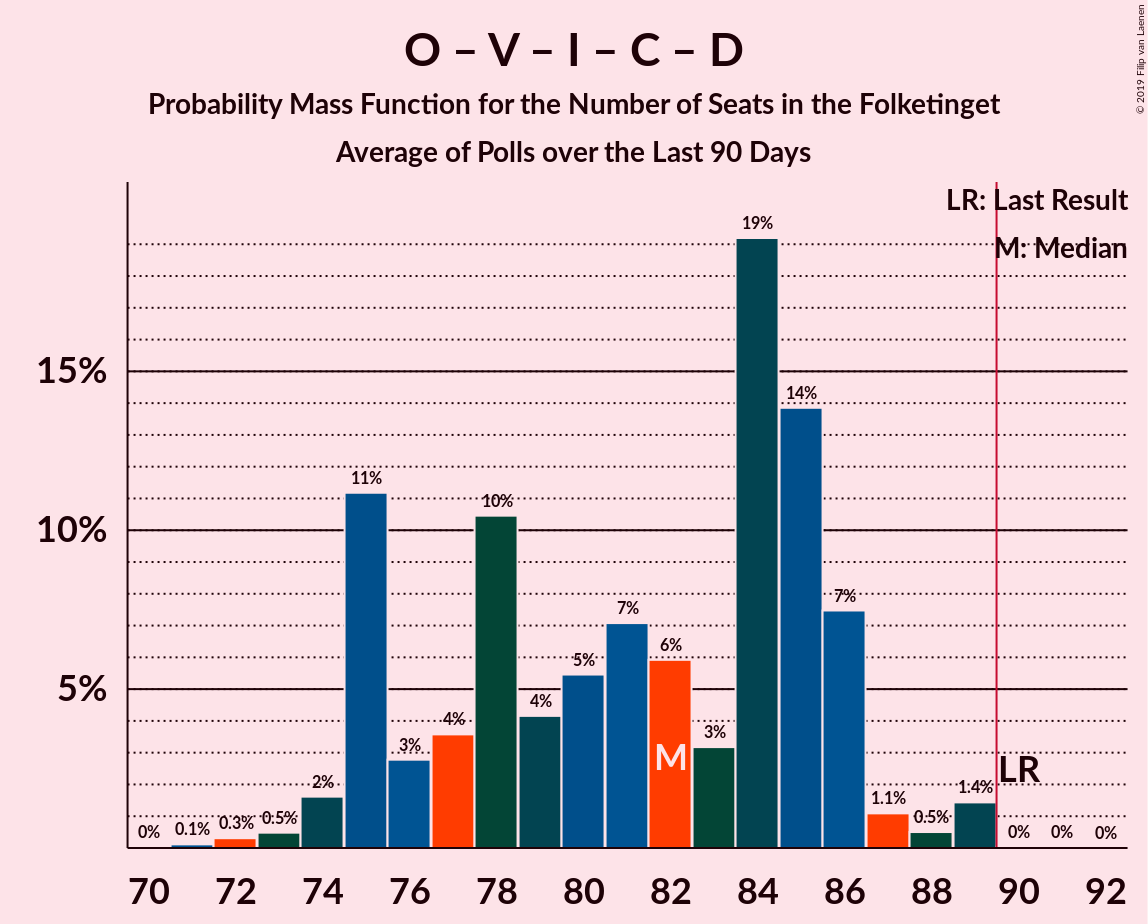 O – V – I – C – D
Probability Mass Function for the Number of Seats in the Folketinget
Average of Polls over the Last 90 Days
© 2019 Filip van Laenen
LR: Last Result
M: Median
19%
15%
14%
11%
10%
10%
7%
7%
6%
5%
5%
4%
4%
3%
3%
M
LR
2%
1.4%
1.1%
0.5%
0.5%
0.3%
0.1%
0%
0%
0%
0%
70 72 74 76 78 80 82 84 86 88 90 92